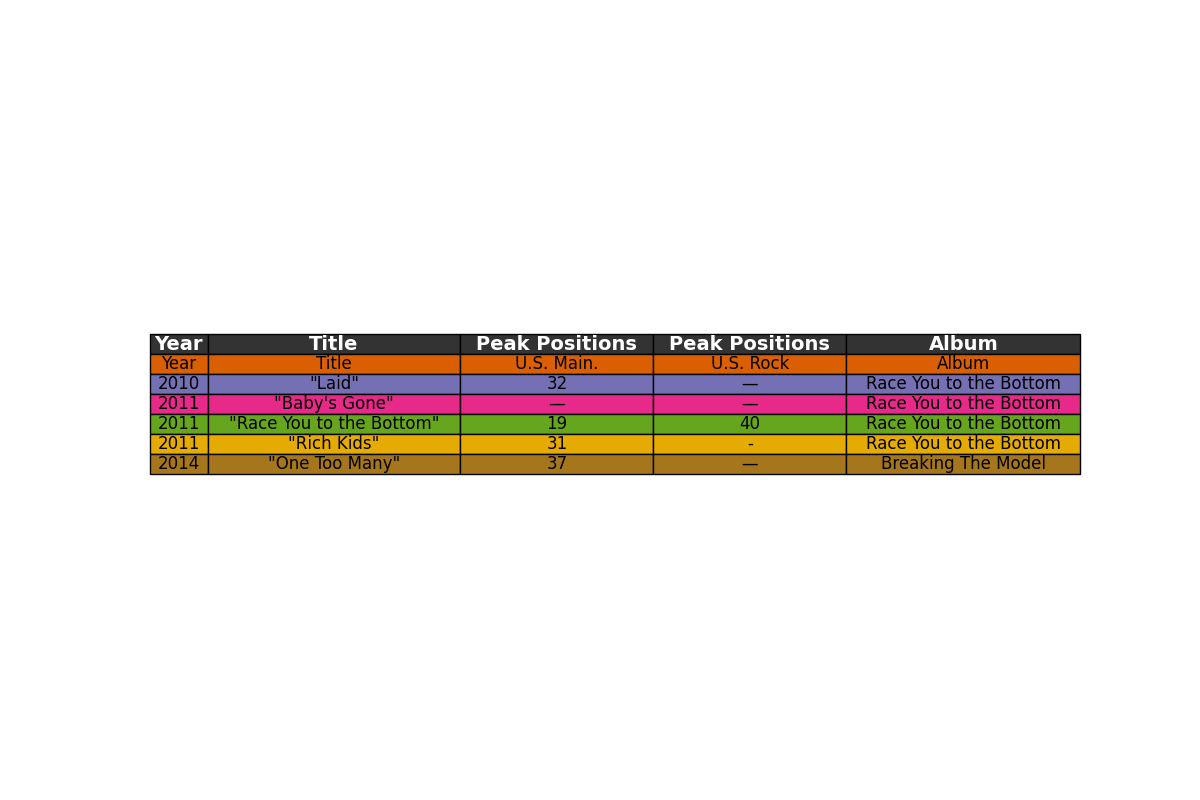 Year Title Peak Positions Peak Positions Album
Year Title U.S. Main. U.S. Rock Album
2010 "Laid" 32 — Race You to the Bottom
2011 "Baby's Gone" — — Race You to the Bottom
2011 "Race You to the Bottom" 19 40 Race You to the Bottom
2011 "Rich Kids" 31 - Race You to the Bottom
2014 "One Too Many" 37 — Breaking The Model